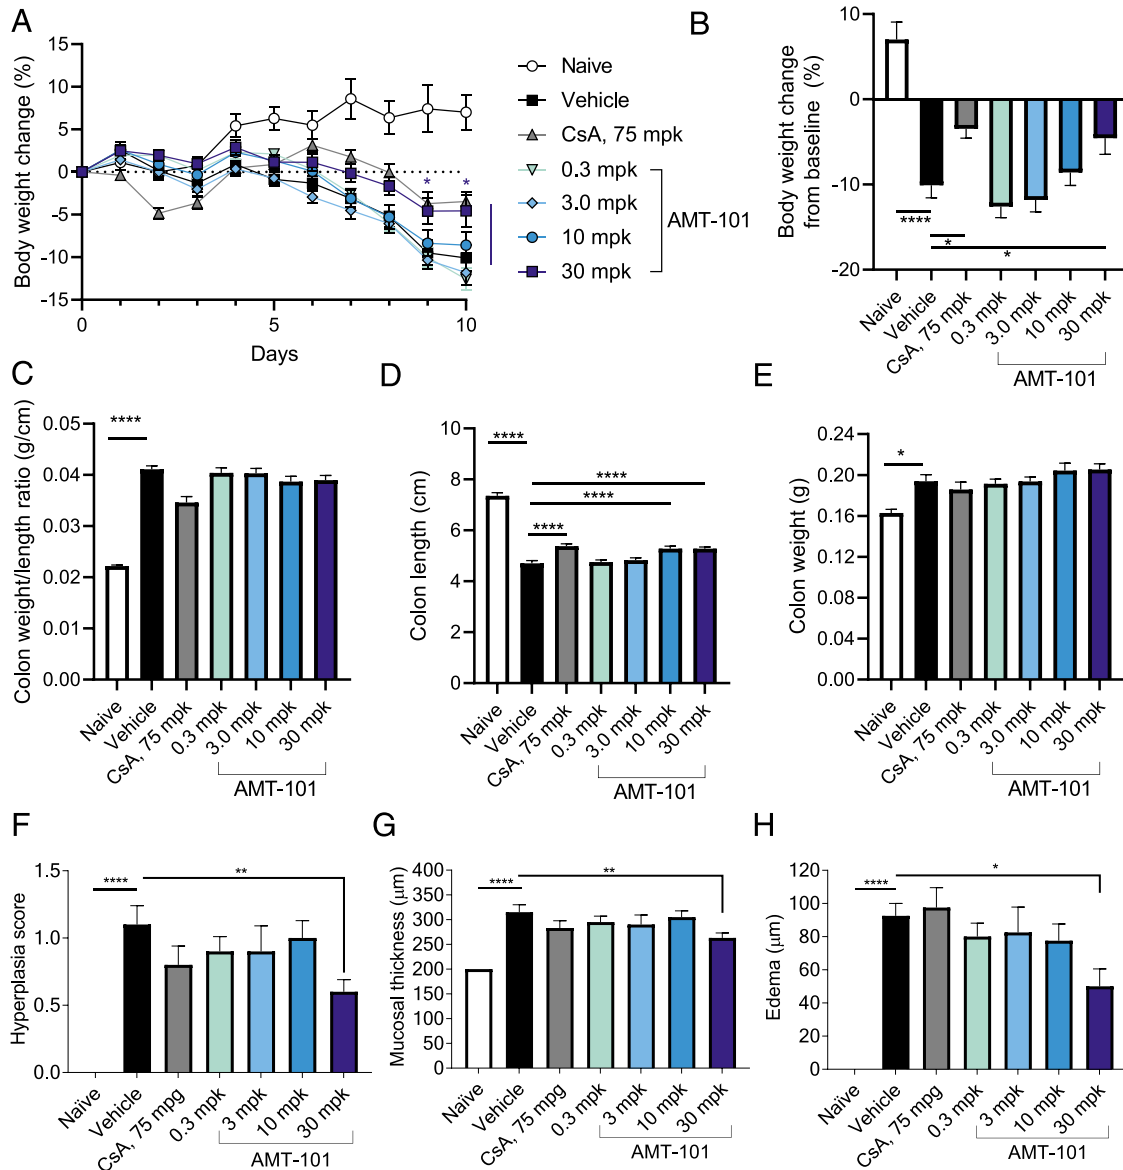 A
Body weight change (%)
15
10
5
0
-5
-10
-15
0
5
10
Days
*
*
Naive
Vehicle
CsA, 75 mpk
0.3 mpk
3.0 mpk
10 mpk
30 mpk
AMT-101
B
Body weight change
from baseline (%)
10
0
-10
-20
****
*
*
Naive
Vehicle
CsA, 75 mpk
0.3 mpk
3.0 mpk
10 mpk
30 mpk
AMT-101
C
Colon weight/length ratio (g/cm)
0.05
0.04
0.03
0.02
0.01
0.00
****
Naive
Vehicle
CsA, 75 mpk
0.3 mpk
3.0 mpk
10 mpk
30 mpk
AMT-101
D
Colon length (cm)
10
8
6
4
2
0
****
****
****
****
Naive
Vehicle
CsA, 75 mpk
0.3 mpk
3.0 mpk
10 mpk
30 mpk
AMT-101
E
Colon weight (g)
0.24
0.20
0.16
0.12
0.08
0.04
0.00
*
Naive
Vehicle
CsA, 75 mpk
0.3 mpk
3.0 mpk
10 mpk
30 mpk
AMT-101
F
Hyperplasia score
1.5
1.0
0.5
0.0
****
**
Naïve
Vehicle
CsA, 75 mpg
0.3 mpk
3 mpk
10 mpk
30 mpk
AMT-101
G
Mucosal thickness (μm)
400
350
300
250
200
150
100
50
0
****
**
Naïve
Vehicle
CsA, 75 mpg
0.3 mpk
3 mpk
10 mpk
30 mpk
AMT-101
H
Edema (μm)
120
100
80
60
40
20
0
****
*
Naïve
Vehicle
CsA, 75 mpg
0.3 mpk
3 mpk
10 mpk
30 mpk
AMT-101